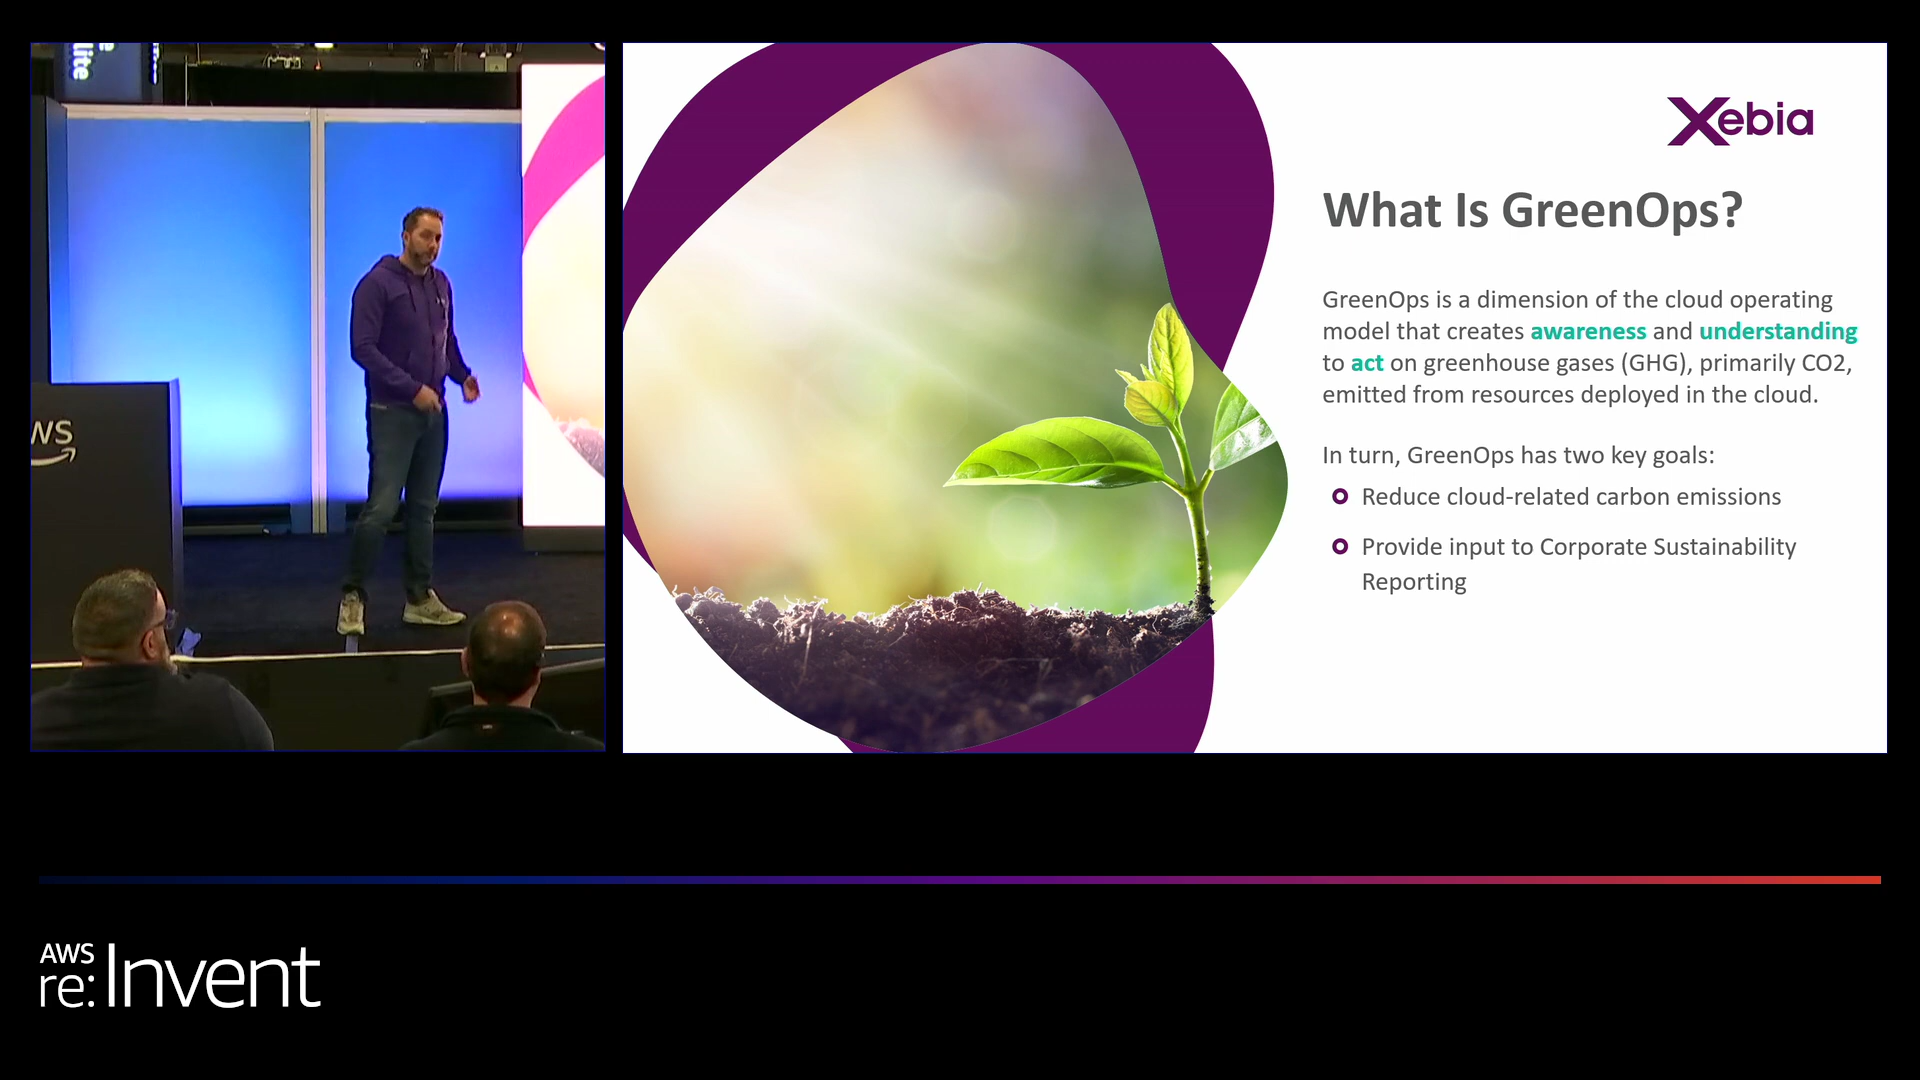 lite
ws
Xebia
What Is GreenOps?
GreenOps is a dimension of the cloud operating
model that creates awareness and understanding
to act on greenhouse gases (GHG), primarily CO2,
emitted from resources deployed in the cloud.
In turn, GreenOps has two key goals:
Reduce cloud-related carbon emissions
Provide input to Corporate Sustainability
Reporting
AWS
re:Invent